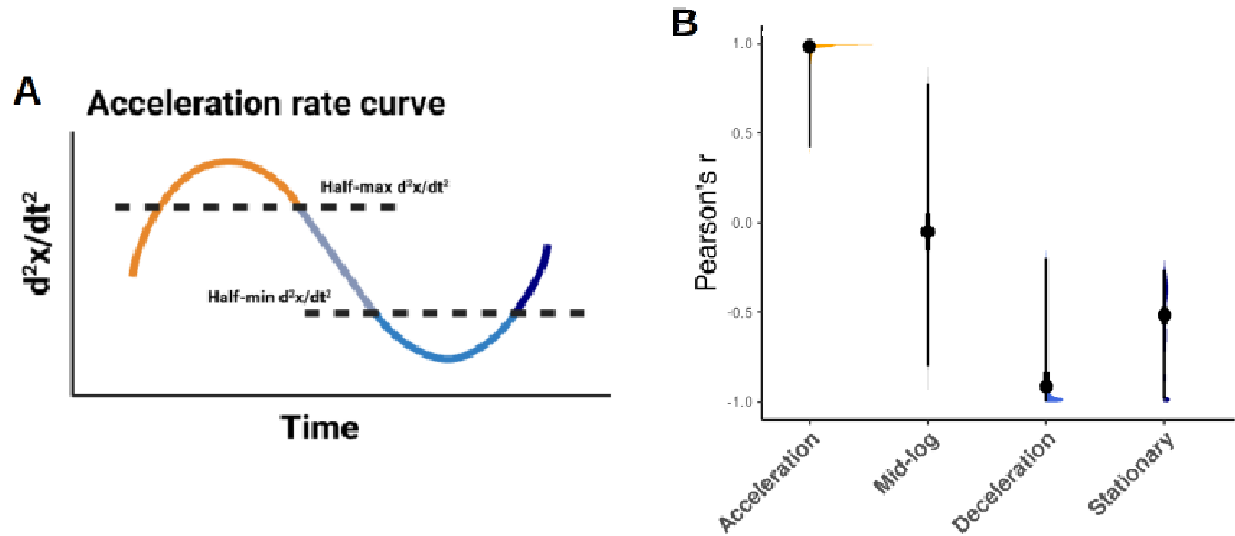 A
Acceleration rate curve
d²x/dt²
Half-max d²x/dt²
Half-min d²x/dt²
Time
B
Pearson's r
1.0
0.5
0.0
-0.5
-1.0
Acceleration
Mid-log
Deceleration
Stationary